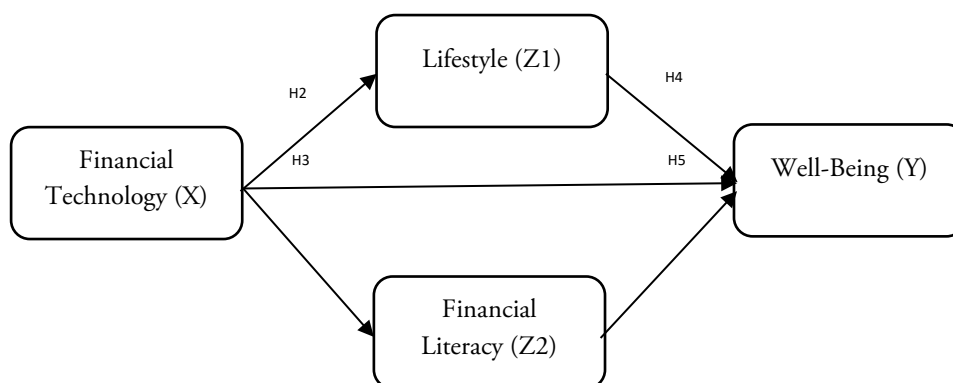 Lifestyle (Z1)
H2
H4
Financial
Technology (X)
H3
H5
Well-Being (Y)
Financial
Literacy (Z2)